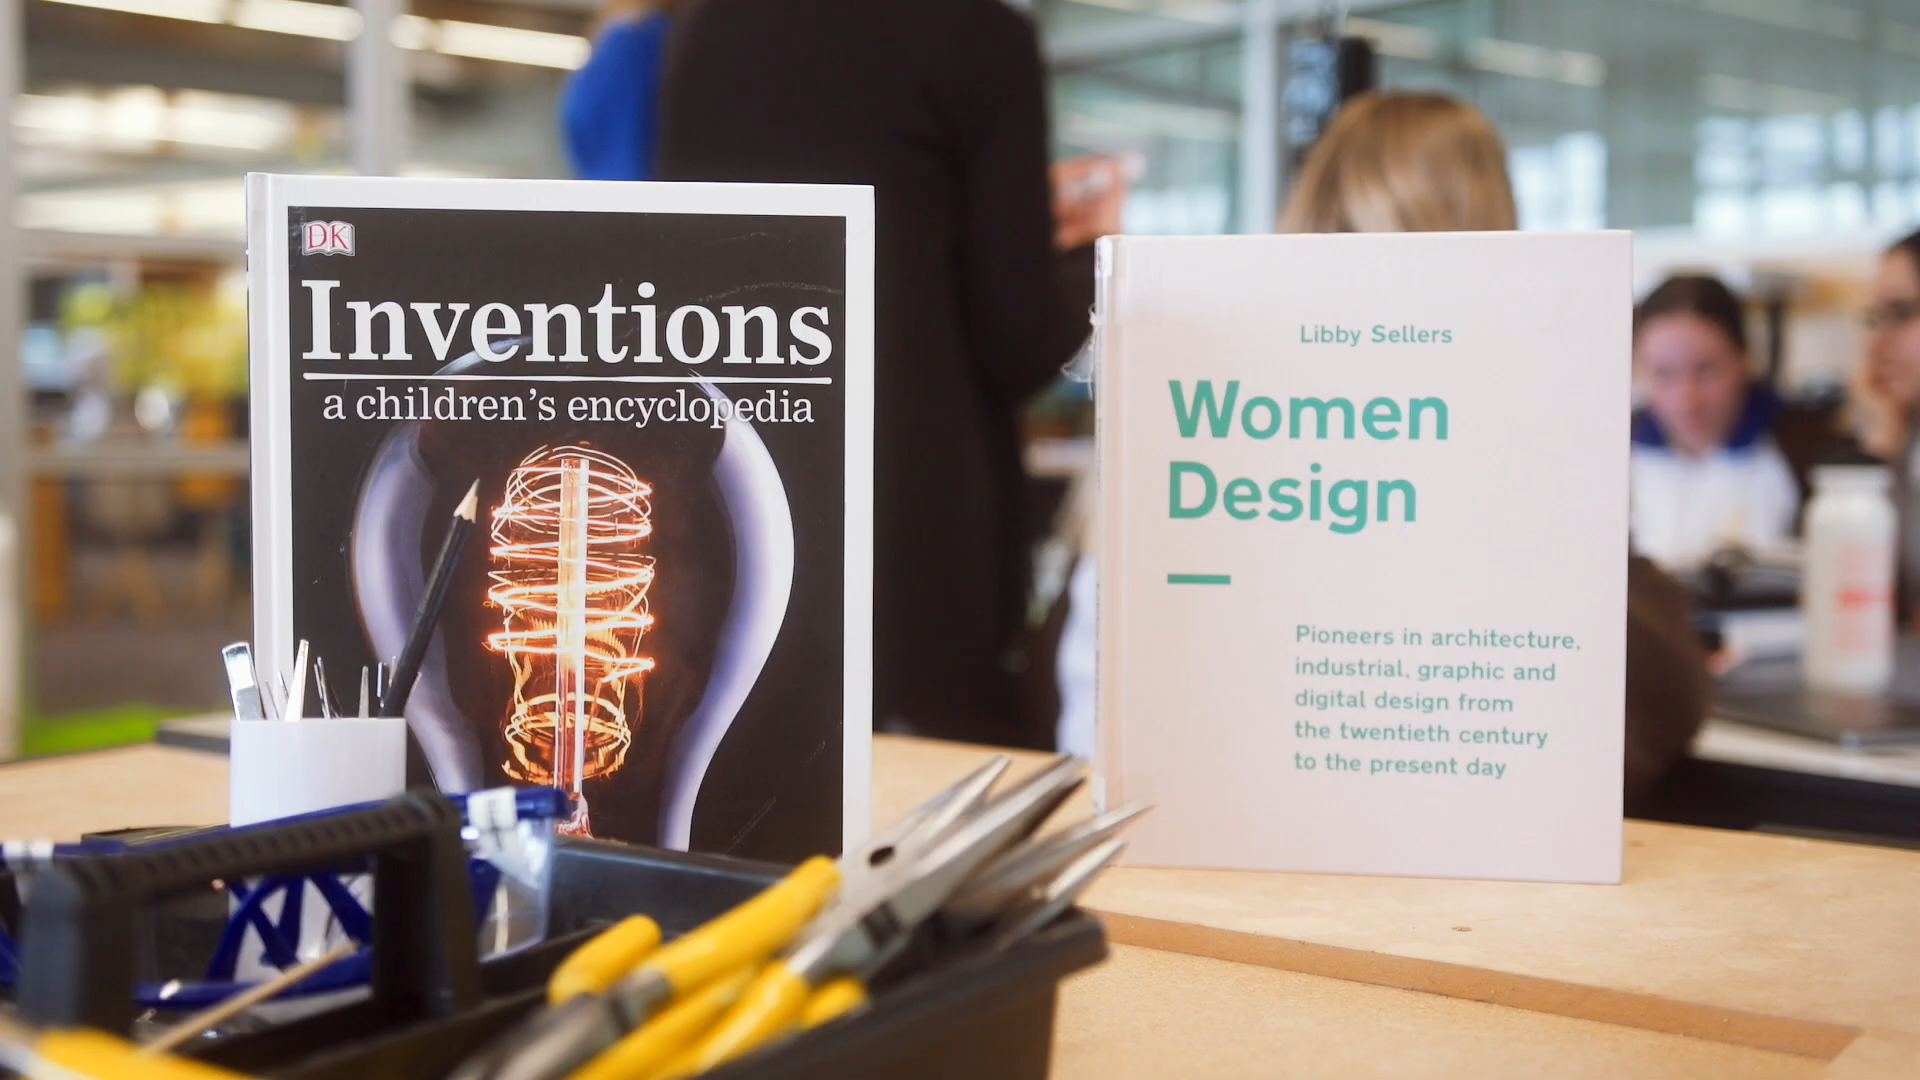 DK
Inventions
a children's encyclopedia
Libby Sellers
Women
Design
Pioneers in architecture,
industrial, graphic and
digital design from
the twentieth century
to the present day